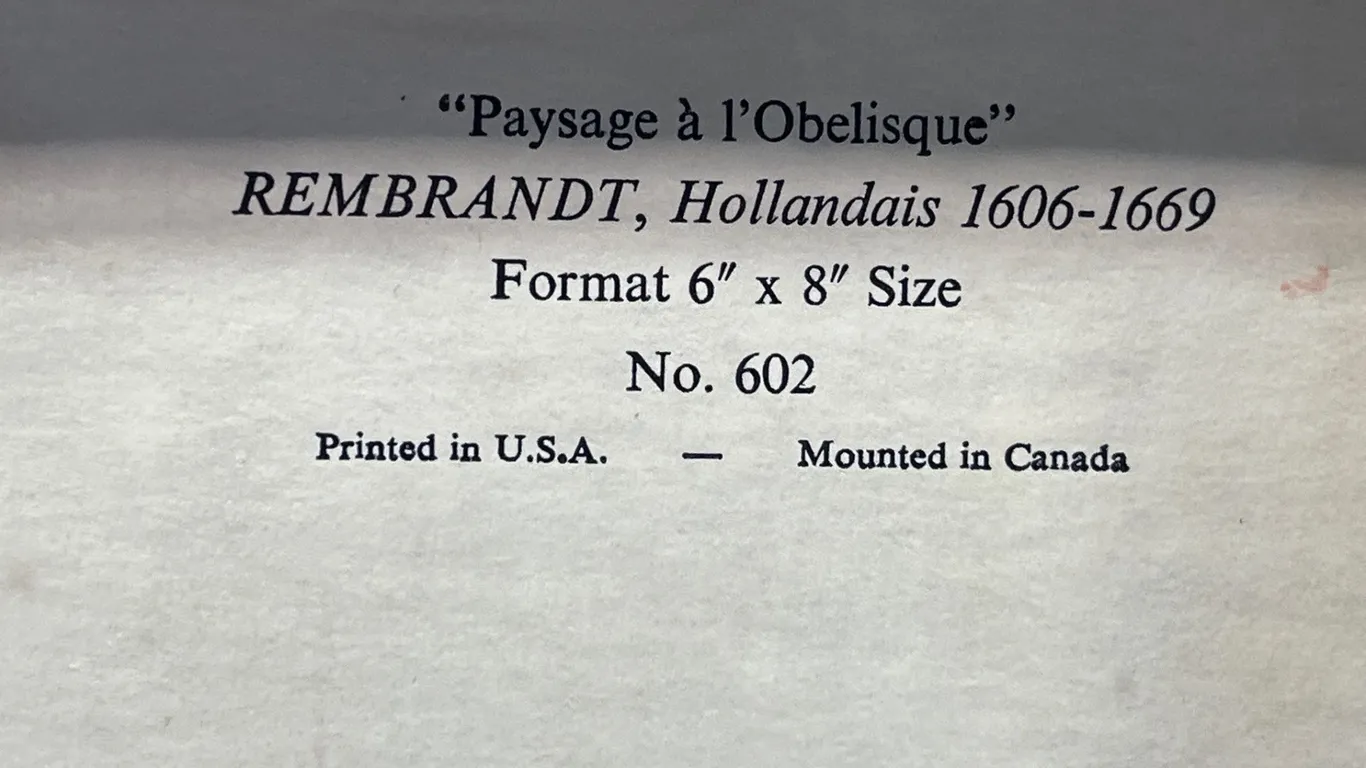 “Paysage à l’Obelisque”
REMBRANDT, Hollandais 1606-1669
Format 6″ x 8″ Size
No. 602
Printed in U.S.A. — Mounted in Canada